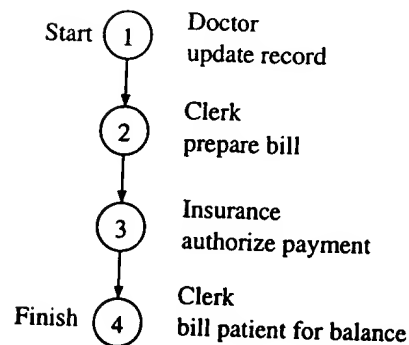 Start 1 Doctor
update record
2 Clerk
prepare bill
3 Insurance
authorize payment
Finish 4 Clerk
bill patient for balance